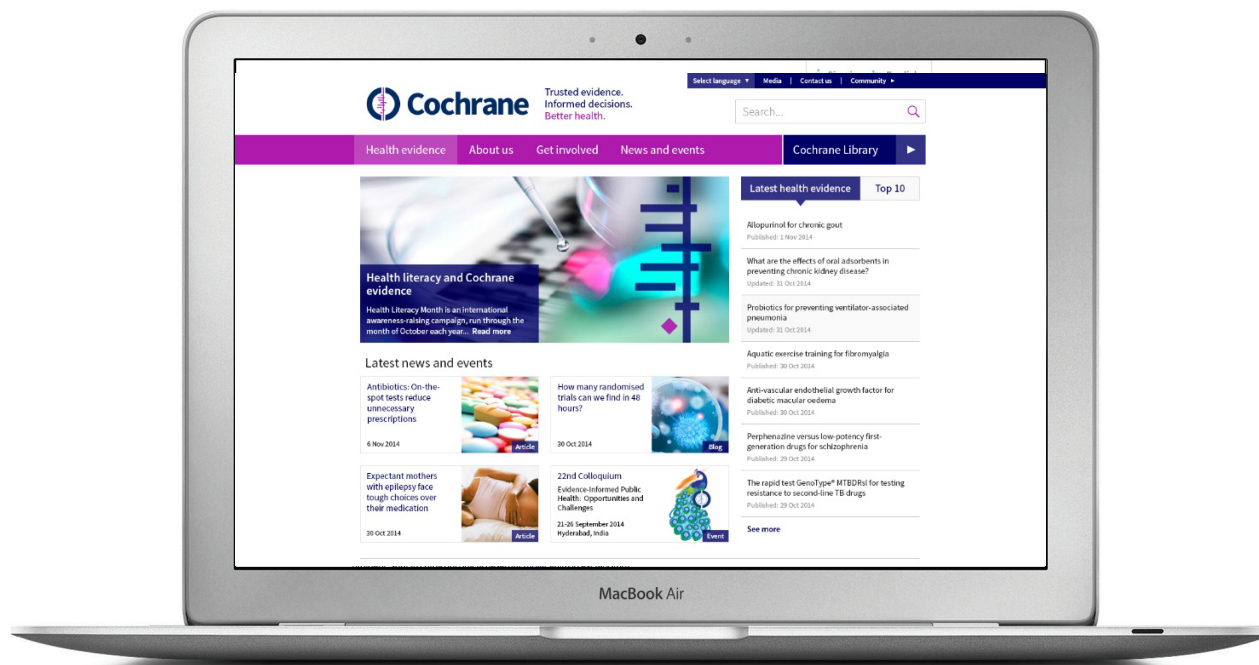 Select language ▼ Media | Contact us | Community ▸
Cochrane
Trusted evidence.
Informed decisions.
Better health.
Search...
Health evidence About us Get involved News and events Cochrane Library ▶
Health literacy and Cochrane
evidence
Health Literacy Month is an international
awareness-raising campaign, run through the
month of October each year... Read more
Latest news and events
Antibiotics: On-the-
spot tests reduce
unnecessary
prescriptions
6 Nov 2014
Article
How many randomised
trials can we find in 48
hours?
30 Oct 2014
Blog
Expectant mothers
with epilepsy face
tough choices over
their medication
30 Oct 2014
Article
22nd Colloquium
Evidence-Informed Public
Health: Opportunities and
Challenges
21-26 September 2014
Hyderabad, India
Event
Latest health evidence Top 10
Allopurinol for chronic gout
Published: 1 Nov 2014
What are the effects of oral adsorbents in
preventing chronic kidney disease?
Updated: 31 Oct 2014
Probiotics for preventing ventilator-associated
pneumonia
Updated: 31 Oct 2014
Aquatic exercise training for fibromyalgia
Published: 30 Oct 2014
Anti-vascular endothelial growth factor for
diabetic macular oedema
Published: 30 Oct 2014
Perphenazine versus low-potency first-
generation drugs for schizophrenia
Published: 29 Oct 2014
The rapid test GenoType® MTBDRsl for testing
resistance to second-line TB drugs
Published: 29 Oct 2014
See more
MacBook Air